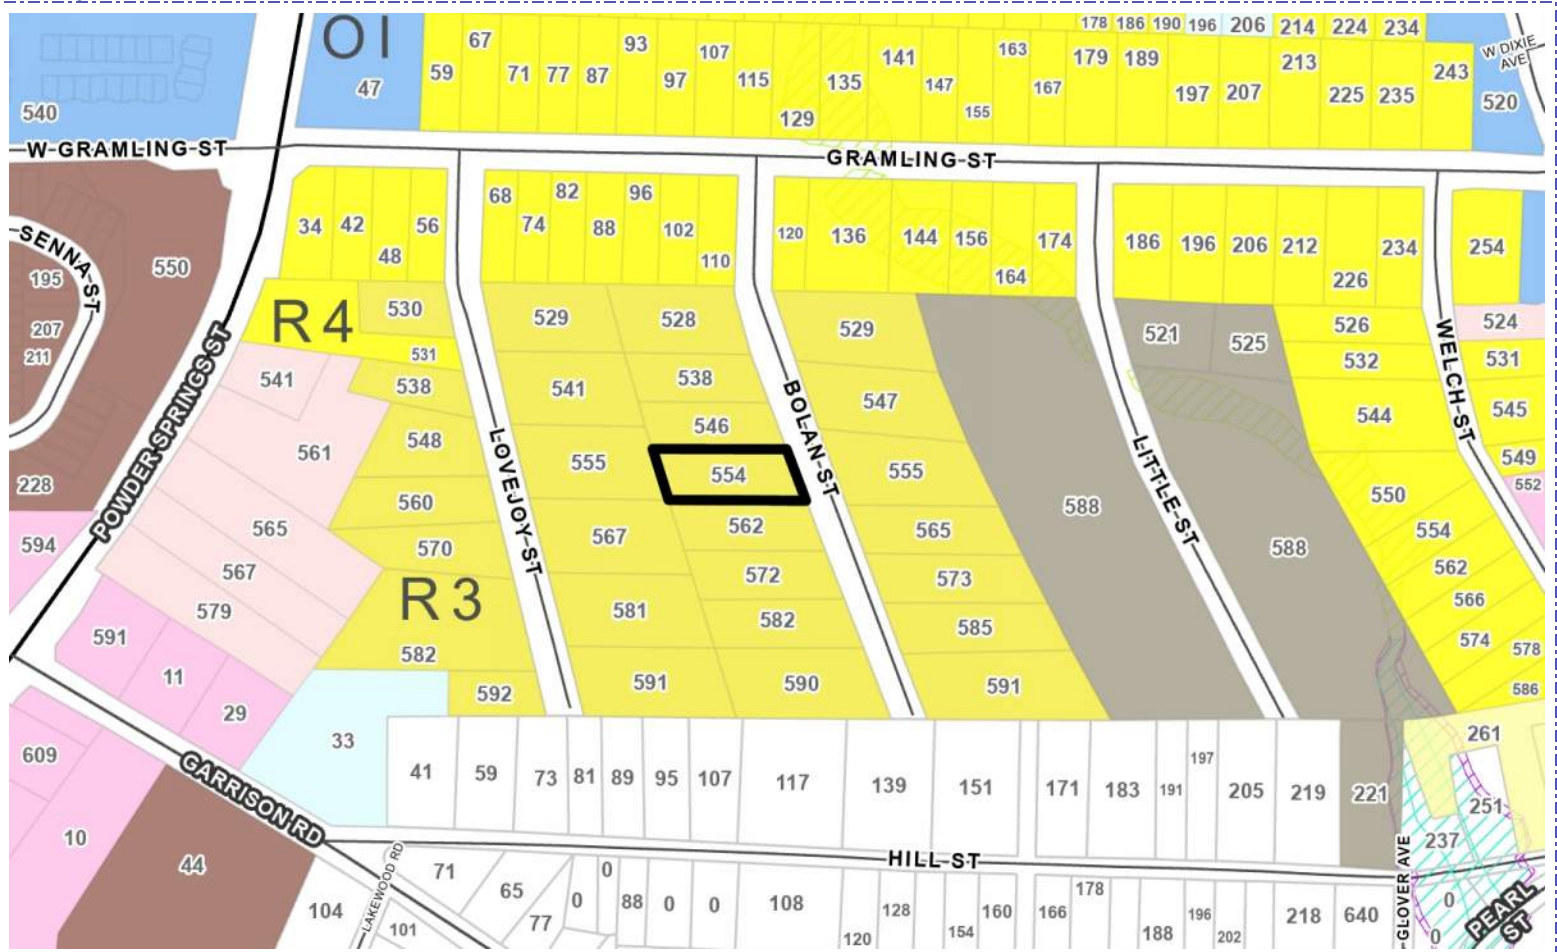 OI
67 93 107 141 163 178 186 190 196 206 214 224 234
59 71 77 87 97 115 135 147 167 179 189 213 243
W DIXIE
AVE
47 129 155 197 207 225 235 520
540
W GRAMLING ST
GRAMLING ST
68 82 96
34 42 56 74 88 102 120 136 144 156 174 186 196 206 212 234 254
48 110 164 226
SENNA ST
195 550
207
211
R4
530 529 528 529 521 525 526 524
531 532 531
541 538 541 538 547 544 545
WELCH ST
POWDER SPRINGS ST
BOLAN ST
LOVEJOY ST
LITTLE ST
561 548 546
555 554 555 549
228 552
560 588 550
565 562 565 554
594 570 567 588
567 572 573 562
R3
579 581 582 585 566
591 574 578
582
11 591 590 591 586
29 592
33 261
609 197
41 59 73 81 89 95 107 117 139 151 171 183 191 205 219 221 251
GARRISON RD
10 237
44
HILL ST
GLOVER AVE
LAKEWOOD RD
71 0
65 178
104 77 0 88 0 0 108 128 160 166 196 218 640 0
101 120 154 188 202 0
PEARL
ST